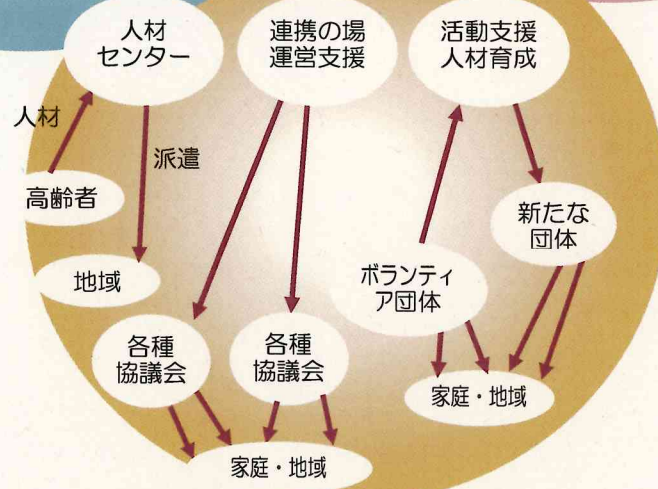 人材
センター
連携の場
運営支援
活動支援
人材育成
人材
派遣
高齢者
新たな
団体
地域
ボランティ
ア団体
各種
協議会
各種
協議会
家庭・地域
家庭・地域